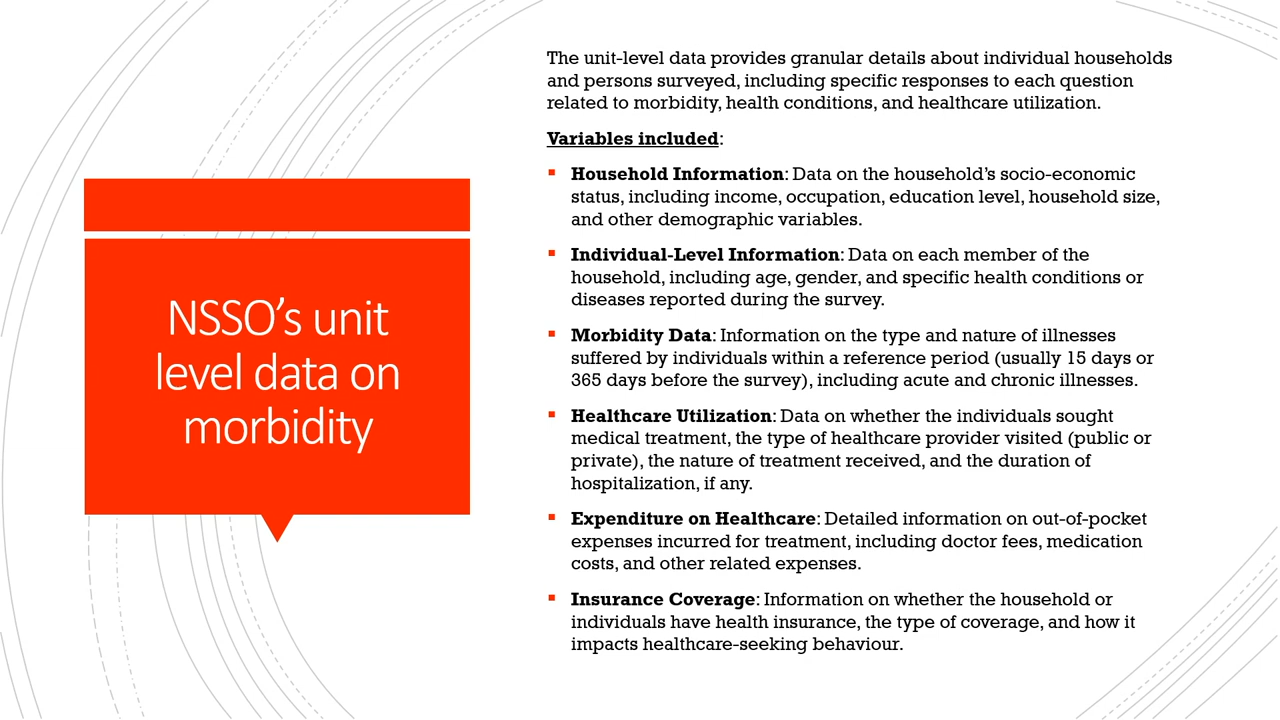 NSSO’s unit
level data on
morbidity
The unit-level data provides granular details about individual households
and persons surveyed, including specific responses to each question
related to morbidity, health conditions, and healthcare utilization.
Variables included:
▪ Household Information: Data on the household’s socio-economic
status, including income, occupation, education level, household size,
and other demographic variables.
▪ Individual-Level Information: Data on each member of the
household, including age, gender, and specific health conditions or
diseases reported during the survey.
▪ Morbidity Data: Information on the type and nature of illnesses
suffered by individuals within a reference period (usually 15 days or
365 days before the survey), including acute and chronic illnesses.
▪ Healthcare Utilization: Data on whether the individuals sought
medical treatment, the type of healthcare provider visited (public or
private), the nature of treatment received, and the duration of
hospitalization, if any.
▪ Expenditure on Healthcare: Detailed information on out-of-pocket
expenses incurred for treatment, including doctor fees, medication
costs, and other related expenses.
▪ Insurance Coverage: Information on whether the household or
individuals have health insurance, the type of coverage, and how it
impacts healthcare-seeking behaviour.